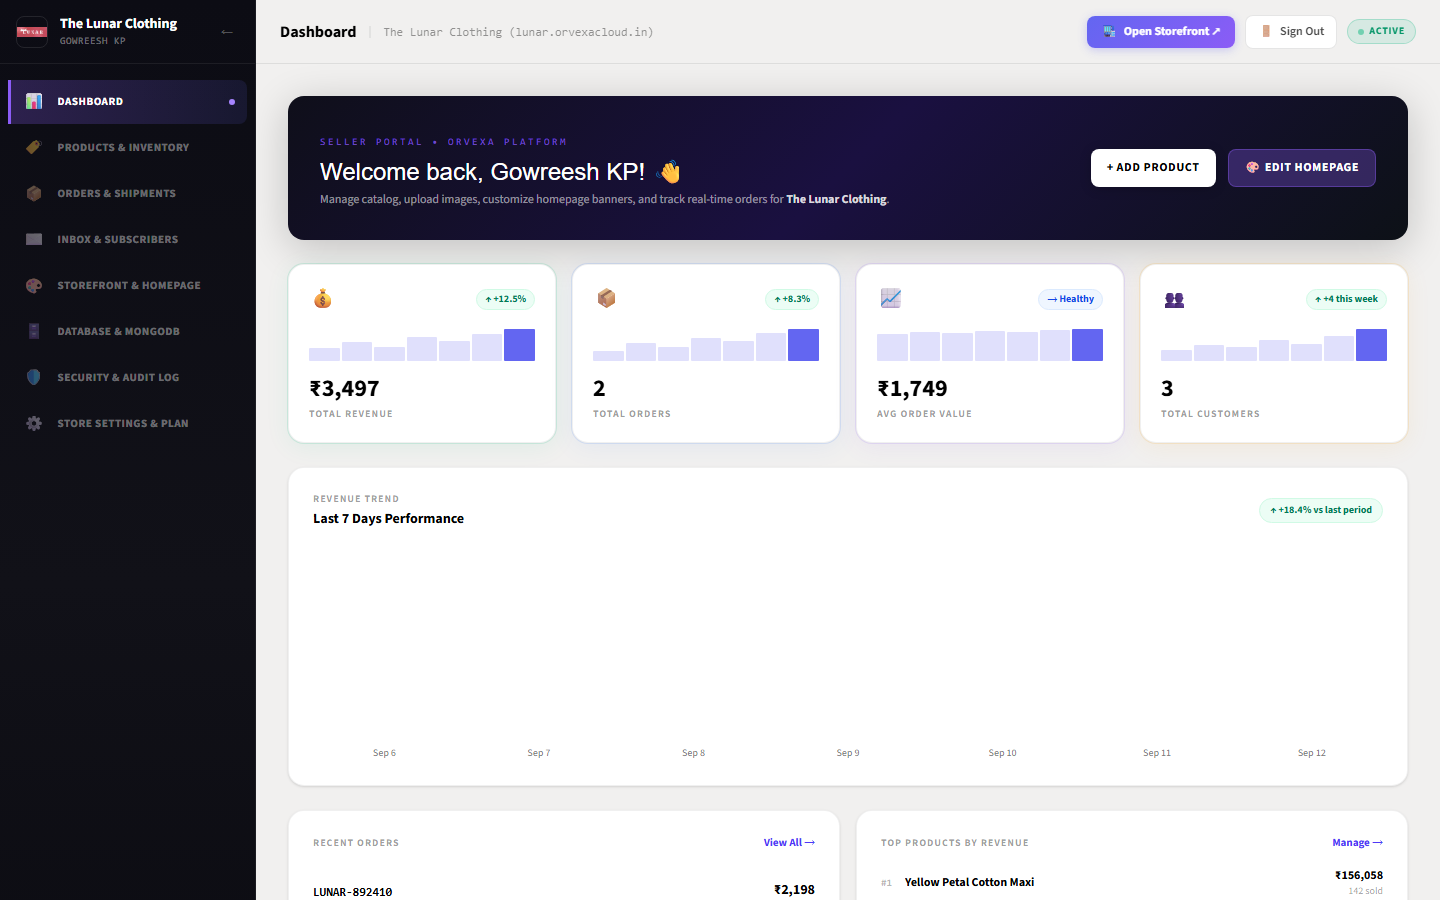 The Lunar Clothing
GOWREESH KP
←
DASHBOARD
PRODUCTS & INVENTORY
ORDERS & SHIPMENTS
INBOX & SUBSCRIBERS
STOREFRONT & HOMEPAGE
DATABASE & MONGODB
SECURITY & AUDIT LOG
STORE SETTINGS & PLAN
Dashboard | The Lunar Clothing (lunar.orvexacloud.in)
Open Storefront ↗
Sign Out
ACTIVE
SELLER PORTAL • ORVEXA PLATFORM
Welcome back, Gowreesh KP! 👋
Manage catalog, upload images, customize homepage banners, and track real-time orders for The Lunar Clothing.
+ ADD PRODUCT
EDIT HOMEPAGE
↑ +12.5%
₹3,497
TOTAL REVENUE
↑ +8.3%
2
TOTAL ORDERS
→ Healthy
₹1,749
AVG ORDER VALUE
↑ +4 this week
3
TOTAL CUSTOMERS
REVENUE TREND
Last 7 Days Performance
↑ +18.4% vs last period
Sep 6 Sep 7 Sep 8 Sep 9 Sep 10 Sep 11 Sep 12
RECENT ORDERS
View All →
LUNAR-892410
₹2,198
TOP PRODUCTS BY REVENUE
Manage →
#1 Yellow Petal Cotton Maxi
₹156,058
142 sold